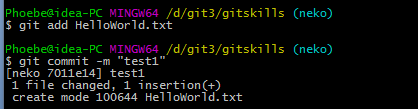 Phoebe@idea-PC MINGW64 /d/git3/gitskills (neko)
$ git add HelloWorld.txt
Phoebe@idea-PC MINGW64 /d/git3/gitskills (neko)
$ git commit -m "test1"
[neko 7011e14] test1
1 file changed, 1 insertion(+)
create mode 100644 HelloWorld.txt